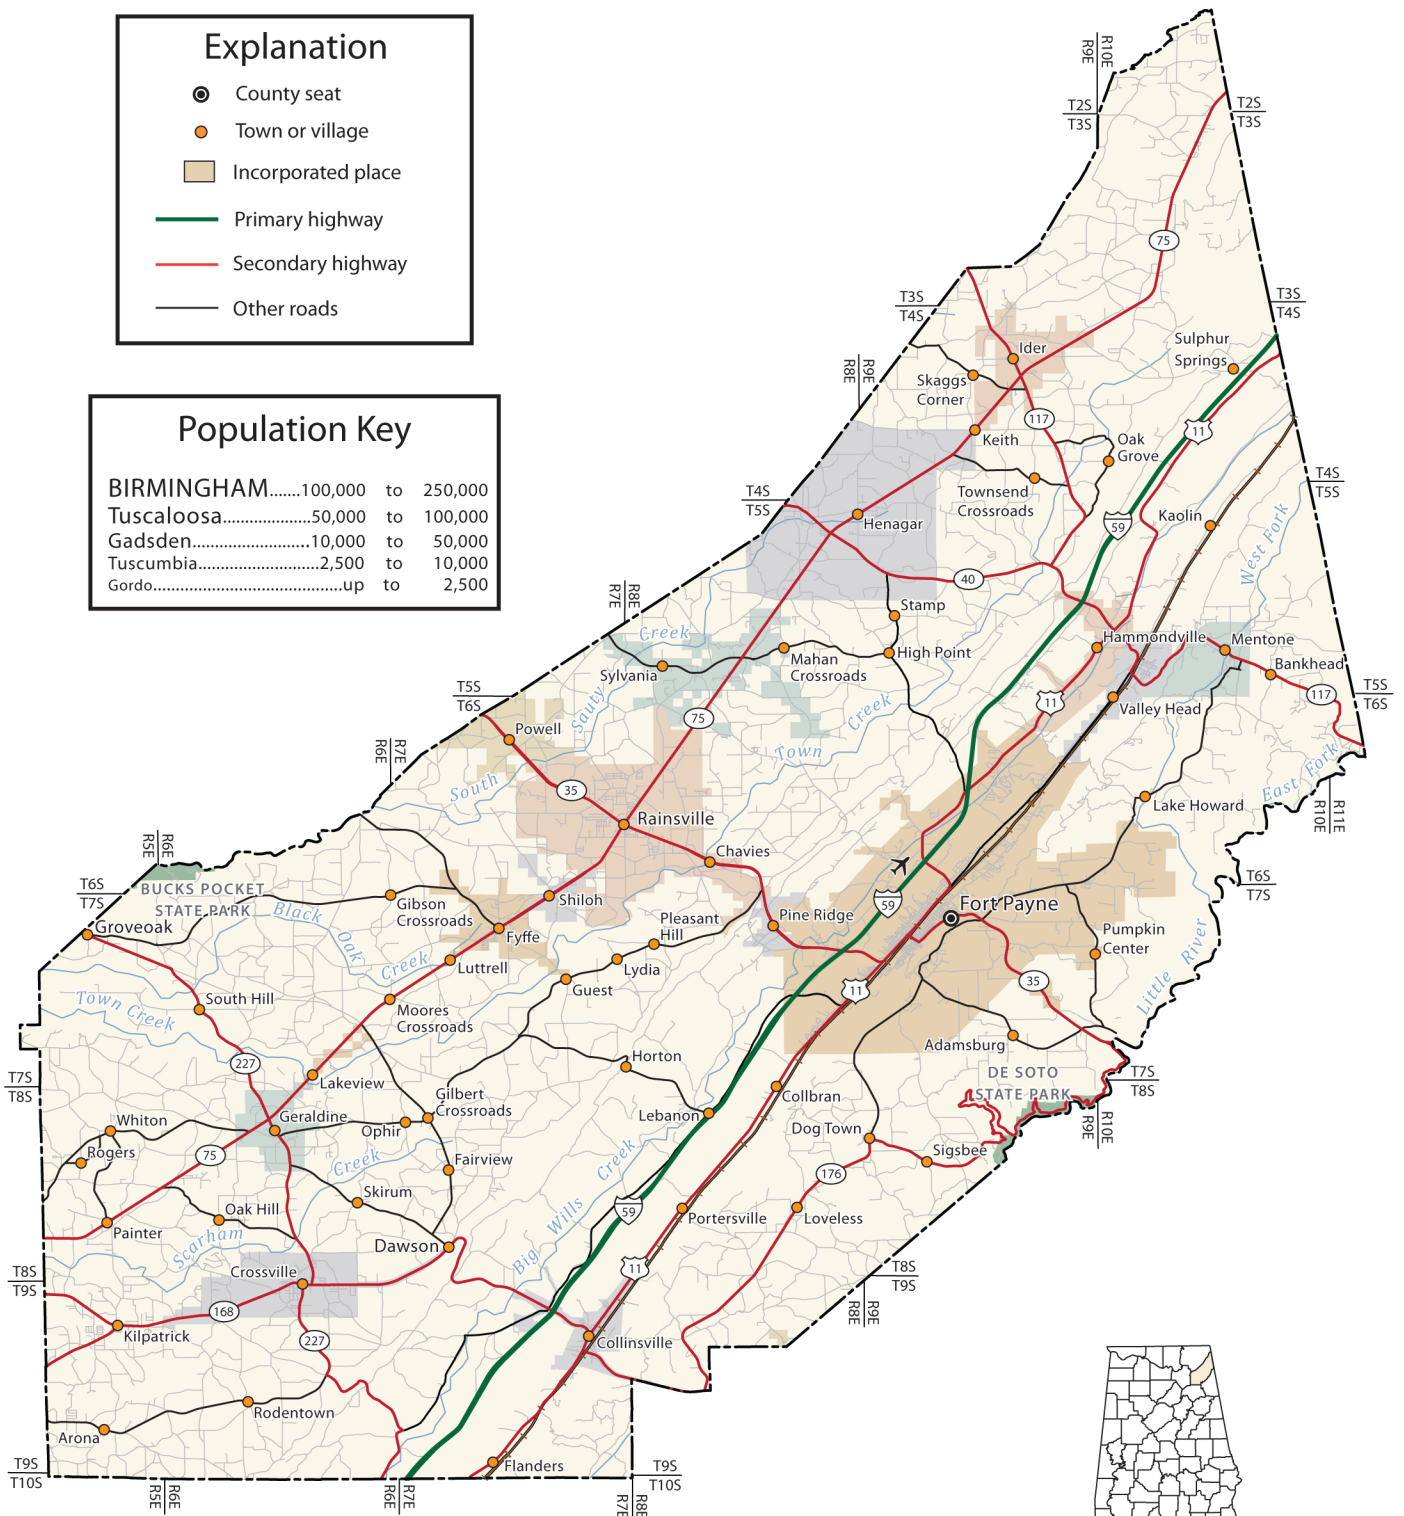 Explanation
County seat
Town or village
Incorporated place
Primary highway
Secondary highway
Other roads
Population Key
BIRMINGHAM.......100,000 to 250,000
Tuscaloosa.....................50,000 to 100,000
Gadsden............................10,000 to 50,000
Tuscumbia..............................2,500 to 10,000
Gordo..........................................up to 2,500
R9E
R10E
T2S
T3S
T2S
T3S
75
T3S
T4S
T3S
T4S
Sulphur
Springs
Ider
R8E
R9E
Skaggs
Corner
117
11
Keith
Oak
Grove
T4S
T5S
T4S
T5S
Townsend
Crossroads
Henagar
59
Kaolin
West Fork
40
R7E
R8E
Stamp
Creek
Hammondville
Mentone
High Point
Mahan
Crossroads
Sylvania
Bankhead
T5S
T6S
T5S
T6S
117
Sauty
11
Valley Head
75
Creek
Town
Powell
R6E
R7E
East Fork
South
35
Lake Howard
R10E
R11E
Rainsville
R5E
R6E
Chavies
T6S
T7S
T6S
T7S
BUCKS POCKET
STATE PARK
Gibson
Crossroads
Shiloh
59
Fort Payne
Black
Oak
Creek
Groveoak
Pleasant
Hill
Pine Ridge
Fyffe
Pumpkin
Center
Luttrell
Lydia
Guest
35
11
Little River
Town Creek
South Hill
Moores
Crossroads
Adamsburg
Horton
227
DE SOTO
STATE PARK
T7S
T8S
T7S
T8S
Lakeview
Collbran
Gilbert
Crossroads
Lebanon
R9E
R10E
Whiton
Geraldine
Ophir
Dog Town
Rogers
75
Creek
Fairview
Sigsbee
176
Skirum
Big Wills Creek
59
Oak Hill
Portersville
Loveless
Painter
Scarham
Dawson
T8S
T9S
T8S
T9S
Crossville
11
168
R8E
R9E
Kilpatrick
227
Collinsville
Rodentown
Arona
Flanders
T9S
T10S
T9S
T10S
R5E
R6E
R6E
R7E
R7E
R8E